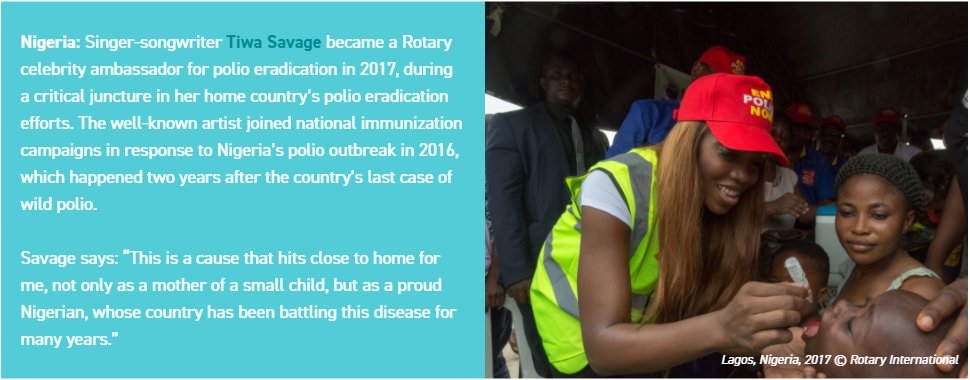 Nigeria: Singer-songwriter Tiwa Savage became a Rotary
celebrity ambassador for polio eradication in 2017, during
a critical juncture in her home country’s polio eradication
efforts. The well-known artist joined national immunization
campaigns in response to Nigeria’s polio outbreak in 2016,
which happened two years after the country’s last case of
wild polio.
Savage says: “This is a cause that hits close to home for
me, not only as a mother of a small child, but as a proud
Nigerian, whose country has been battling this disease for
many years.”
END
POLIO
NOW
Lagos, Nigeria, 2017 © Rotary International